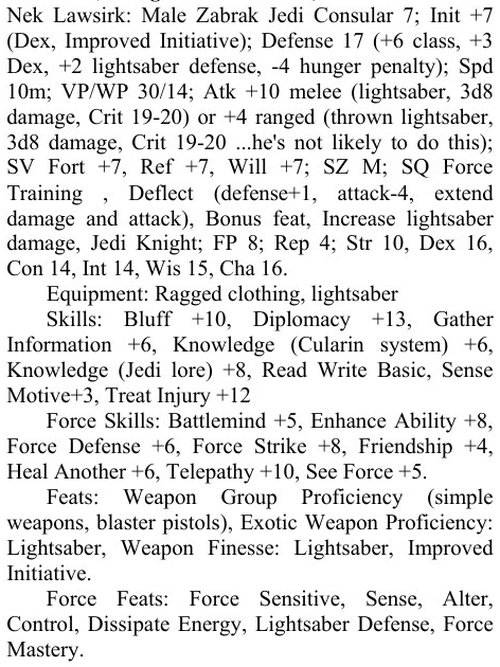 Nek Lawsirk: Male Zabrak Jedi Consular 7; Init +7
(Dex, Improved Initiative); Defense 17 (+6 class, +3
Dex, +2 lightsaber defense, -4 hunger penalty); Spd
10m; VP/WP 30/14; Atk +10 melee (lightsaber, 3d8
damage, Crit 19-20) or +4 ranged (thrown lightsaber,
3d8 damage, Crit 19-20 ...he's not likely to do this);
SV Fort +7, Ref +7, Will +7; SZ M; SQ Force
Training , Deflect (defense+1, attack-4, extend
damage and attack), Bonus feat, Increase lightsaber
damage, Jedi Knight; FP 8; Rep 4; Str 10, Dex 16,
Con 14, Int 14, Wis 15, Cha 16.
Equipment: Ragged clothing, lightsaber
Skills: Bluff +10, Diplomacy +13, Gather
Information +6, Knowledge (Cularin system) +6,
Knowledge (Jedi lore) +8, Read Write Basic, Sense
Motive+3, Treat Injury +12
Force Skills: Battlemind +5, Enhance Ability +8,
Force Defense +6, Force Strike +8, Friendship +4,
Heal Another +6, Telepathy +10, See Force +5.
Feats: Weapon Group Proficiency (simple
weapons, blaster pistols), Exotic Weapon Proficiency:
Lightsaber, Weapon Finesse: Lightsaber, Improved
Initiative.
Force Feats: Force Sensitive, Sense, Alter,
Control, Dissipate Energy, Lightsaber Defense, Force
Mastery.